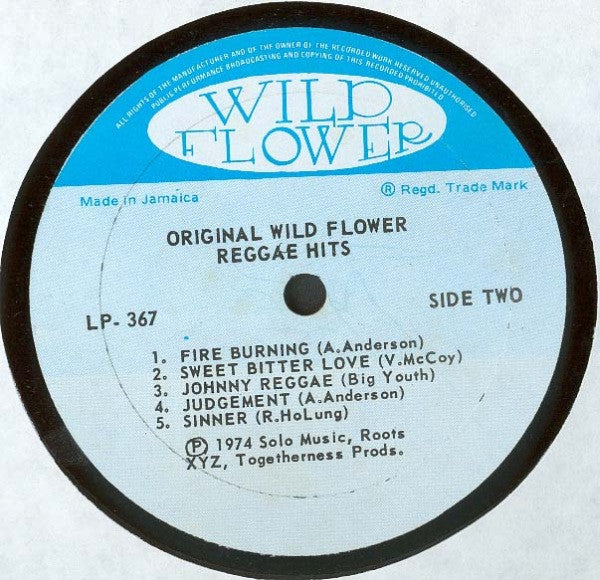 ALL RIGHTS OF THE MANUFACTURER AND OF THE OWNER OF THE RECORDED WORK RESERVED UNAUTHORISED
PUBLIC PERFORMANCE BROADCASTING AND COPYING OF THIS RECORDED PROHIBITED
WILD
FLOWER
Made in Jamaica
® Regd. Trade Mark
ORIGINAL WILD FLOWER
REGGAE HITS
LP- 367
SIDE TWO
1. FIRE BURNING (A.Anderson)
2. SWEET BITTER LOVE (V.McCoy)
3. JOHNNY REGGAE (Big Youth)
4. JUDGEMENT (A.Anderson)
5. SINNER (R.HoLung)
℗ 1974 Solo Music, Roots
XYZ, Togetherness Prods.